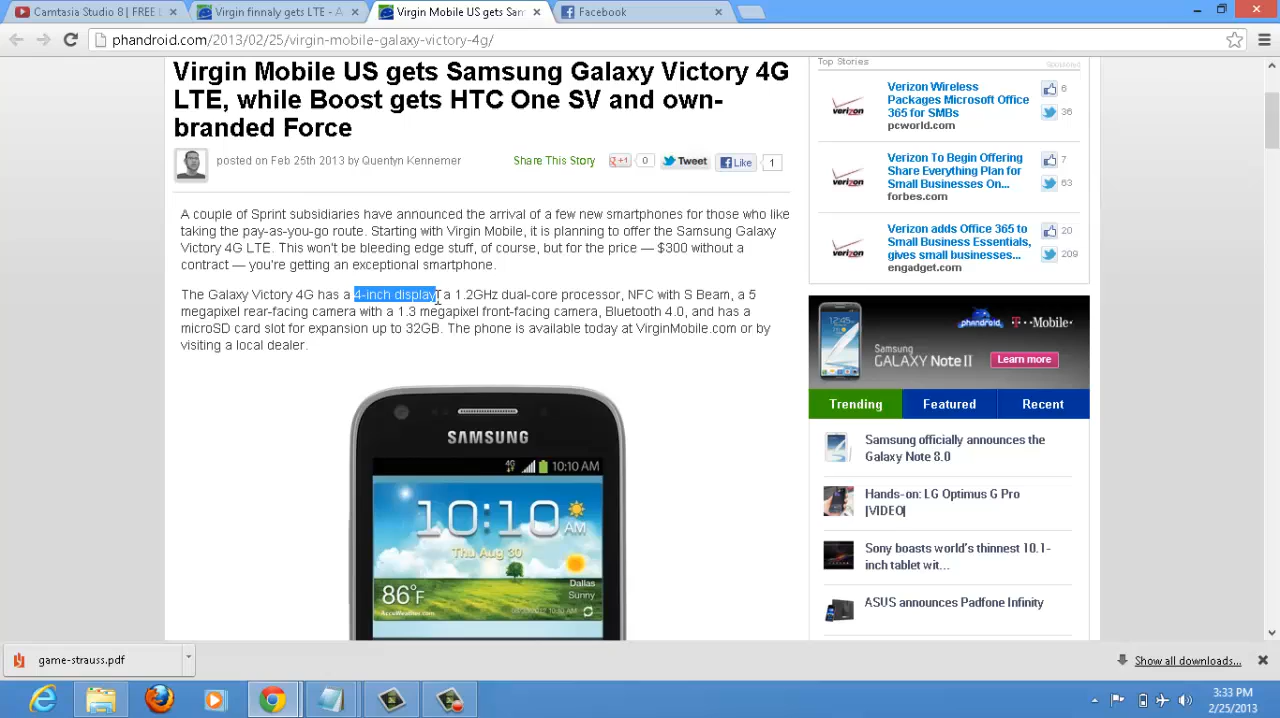 Camtasia Studio 8 | FREE
Virgin finnaly gets LTE - A
Virgin Mobile US gets San
Facebook
phandroid.com/2013/02/25/virgin-mobile-galaxy-victory-4g/
Virgin Mobile US gets Samsung Galaxy Victory 4G
LTE, while Boost gets HTC One SV and own-
branded Force
posted on Feb 25th 2013 by Quentyn Kennemer
Share This Story
+1
0
Tweet
Like
1
A couple of Sprint subsidiaries have announced the arrival of a few new smartphones for those who like
taking the pay-as-you-go route. Starting with Virgin Mobile, it is planning to offer the Samsung Galaxy
Victory 4G LTE. This won't be bleeding edge stuff, of course, but for the price — $300 without a
contract — you're getting an exceptional smartphone.
The Galaxy Victory 4G has a 4-inch display, a 1.2GHz dual-core processor, NFC with S Beam, a 5
megapixel rear-facing camera with a 1.3 megapixel front-facing camera, Bluetooth 4.0, and has a
microSD card slot for expansion up to 32GB. The phone is available today at VirginMobile.com or by
visiting a local dealer.
SAMSUNG
4G
10:10 AM
10:10 AM
Thu, Aug 30
86°F
Dallas
Sunny
AccuWeather.com
Top Stories
Sponsored
verizon
Verizon Wireless
Packages Microsoft Office
365 for SMBs
pcworld.com
6
36
verizon
Verizon To Begin Offering
Share Everything Plan for
Small Businesses On...
forbes.com
7
63
verizon
Verizon adds Office 365 to
Small Business Essentials,
gives small businesses...
engadget.com
20
209
12:45
phandroid
T··Mobile·
Samsung
GALAXY Note II
Learn more
Trending
Featured
Recent
Samsung officially announces the
Galaxy Note 8.0
Hands-on: LG Optimus G Pro
[VIDEO]
Sony boasts world's thinnest 10.1-
inch tablet wit...
ASUS announces Padfone Infinity
game-strauss.pdf
Show all downloads...
3:33 PM
2/25/2013